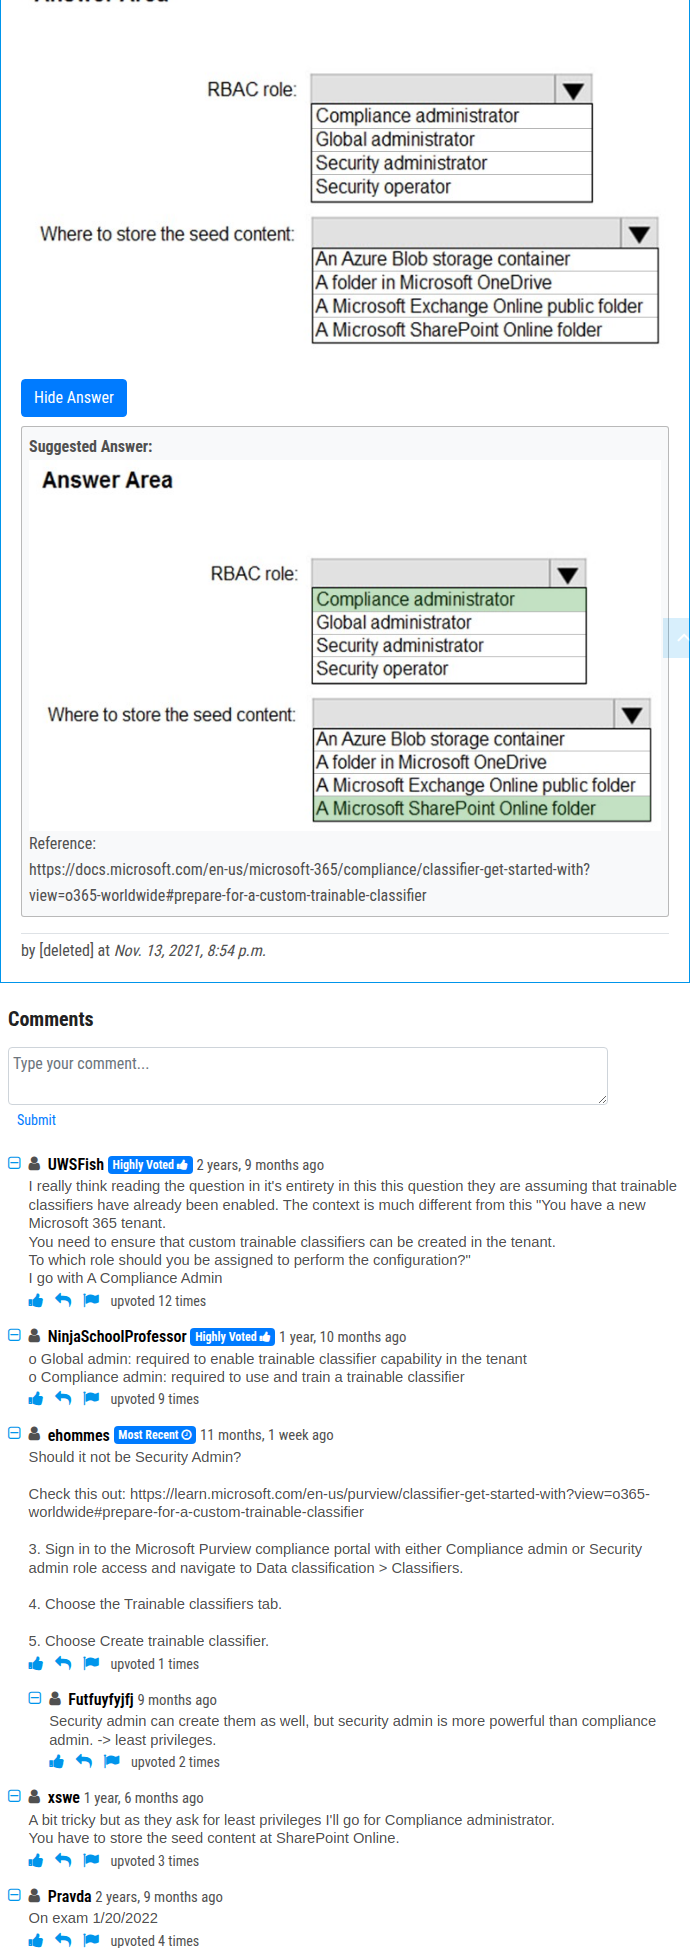 Answer Area
RBAC role:
Compliance administrator
Global administrator
Security administrator
Security operator
Where to store the seed content:
An Azure Blob storage container
A folder in Microsoft OneDrive
A Microsoft Exchange Online public folder
A Microsoft SharePoint Online folder
Hide Answer
Suggested Answer:
Answer Area
RBAC role:
Compliance administrator
Global administrator
Security administrator
Security operator
Where to store the seed content:
An Azure Blob storage container
A folder in Microsoft OneDrive
A Microsoft Exchange Online public folder
A Microsoft SharePoint Online folder
Reference:
https://docs.microsoft.com/en-us/microsoft-365/compliance/classifier-get-started-with?
view=o365-worldwide#prepare-for-a-custom-trainable-classifier
by [deleted] at Nov. 13, 2021, 8:54 p.m.
Comments
Type your comment...
Submit
UWSFish Highly Voted 2 years, 9 months ago
I really think reading the question in it's entirety in this this question they are assuming that trainable
classifiers have already been enabled. The context is much different from this "You have a new
Microsoft 365 tenant.
You need to ensure that custom trainable classifiers can be created in the tenant.
To which role should you be assigned to perform the configuration?"
I go with A Compliance Admin
upvoted 12 times
NinjaSchoolProfessor Highly Voted 1 year, 10 months ago
o Global admin: required to enable trainable classifier capability in the tenant
o Compliance admin: required to use and train a trainable classifier
upvoted 9 times
ehommes Most Recent 11 months, 1 week ago
Should it not be Security Admin?
Check this out: https://learn.microsoft.com/en-us/purview/classifier-get-started-with?view=o365-
worldwide#prepare-for-a-custom-trainable-classifier
3. Sign in to the Microsoft Purview compliance portal with either Compliance admin or Security
admin role access and navigate to Data classification > Classifiers.
4. Choose the Trainable classifiers tab.
5. Choose Create trainable classifier.
upvoted 1 times
Futfuyfyjfj 9 months ago
Security admin can create them as well, but security admin is more powerful than compliance
admin. -> least privileges.
upvoted 2 times
xswe 1 year, 6 months ago
A bit tricky but as they ask for least privileges I'll go for Compliance administrator.
You have to store the seed content at SharePoint Online.
upvoted 3 times
Pravda 2 years, 9 months ago
On exam 1/20/2022
upvoted 4 times